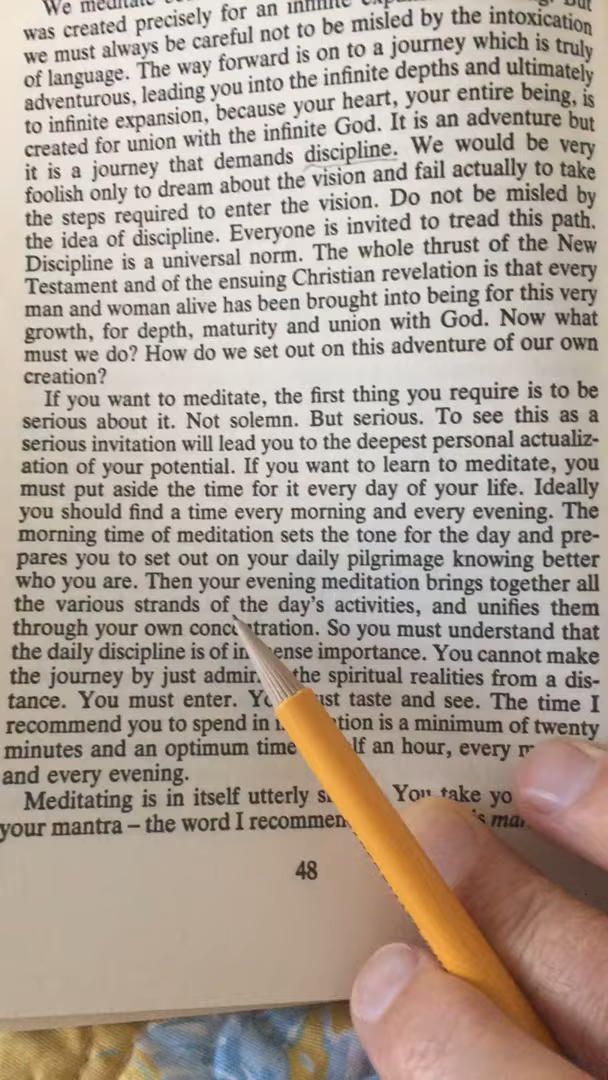 We meditate
was created precisely for an infinite
we must always be careful not to be misled by the intoxication
of language. The way forward is on to a journey which is truly
adventurous, leading you into the infinite depths and ultimately
to infinite expansion, because your heart, your entire being, is
created for union with the infinite God. It is an adventure but
it is a journey that demands discipline. We would be very
foolish only to dream about the vision and fail actually to take
the steps required to enter the vision. Do not be misled by
the idea of discipline. Everyone is invited to tread this path.
Discipline is a universal norm. The whole thrust of the New
Testament and of the ensuing Christian revelation is that every
man and woman alive has been brought into being for this very
growth, for depth, maturity and union with God. Now what
must we do? How do we set out on this adventure of our own
creation?
If you want to meditate, the first thing you require is to be
serious about it. Not solemn. But serious. To see this as a
serious invitation will lead you to the deepest personal actualiz-
ation of your potential. If you want to learn to meditate, you
must put aside the time for it every day of your life. Ideally
you should find a time every morning and every evening. The
morning time of meditation sets the tone for the day and pre-
pares you to set out on your daily pilgrimage knowing better
who you are. Then your evening meditation brings together all
the various strands of the day's activities, and unifies them
through your own concentration. So you must understand that
the daily discipline is of immense importance. You cannot make
the journey by just admiring the spiritual realities from a dis-
tance. You must enter. You must taste and see. The time I
recommend you to spend in meditation is a minimum of twenty
minutes and an optimum time half an hour, every
and every evening.
Meditating is in itself utterly You take
your mantra – the word I recommend
48